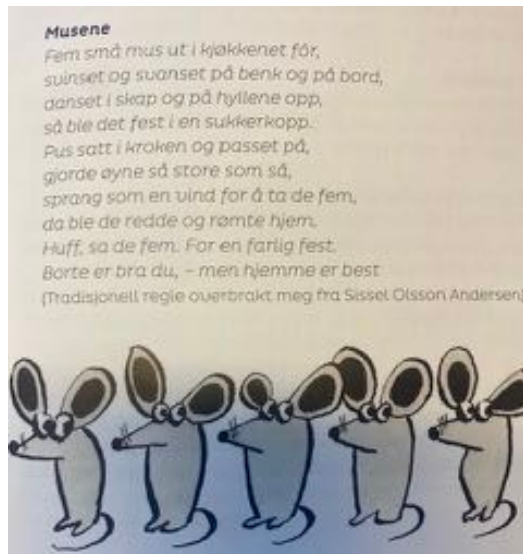 Musene
Fem små mus ut i kjøkkenet fór,
svinset og svanset på benk og på bord,
danset i skap og på hyllene opp,
så ble det fest i en sukkerkopp.
Pus satt i kroken og passet på,
gjorde øyne så store som så,
sprang som en vind for å ta de fem,
da ble de redde og rømte hjem.
Huff, sa de fem. For en farlig fest.
Borte er bra du, – men hjemme er best
(Tradisjonell regle overbrakt meg fra Sissel Olsson Andersen)